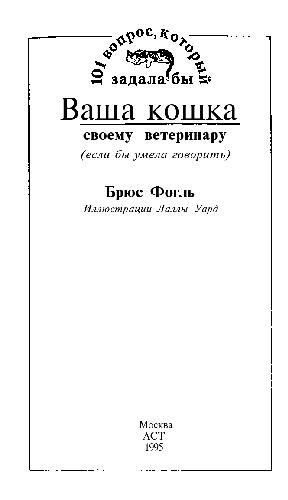 101 вопрос, который
задала бы
Ваша кошка
своему ветеринару
(если бы умела говорить)
Брюс Фогль
Иллюстрации Лаллы Уард
Москва
АСТ
1995